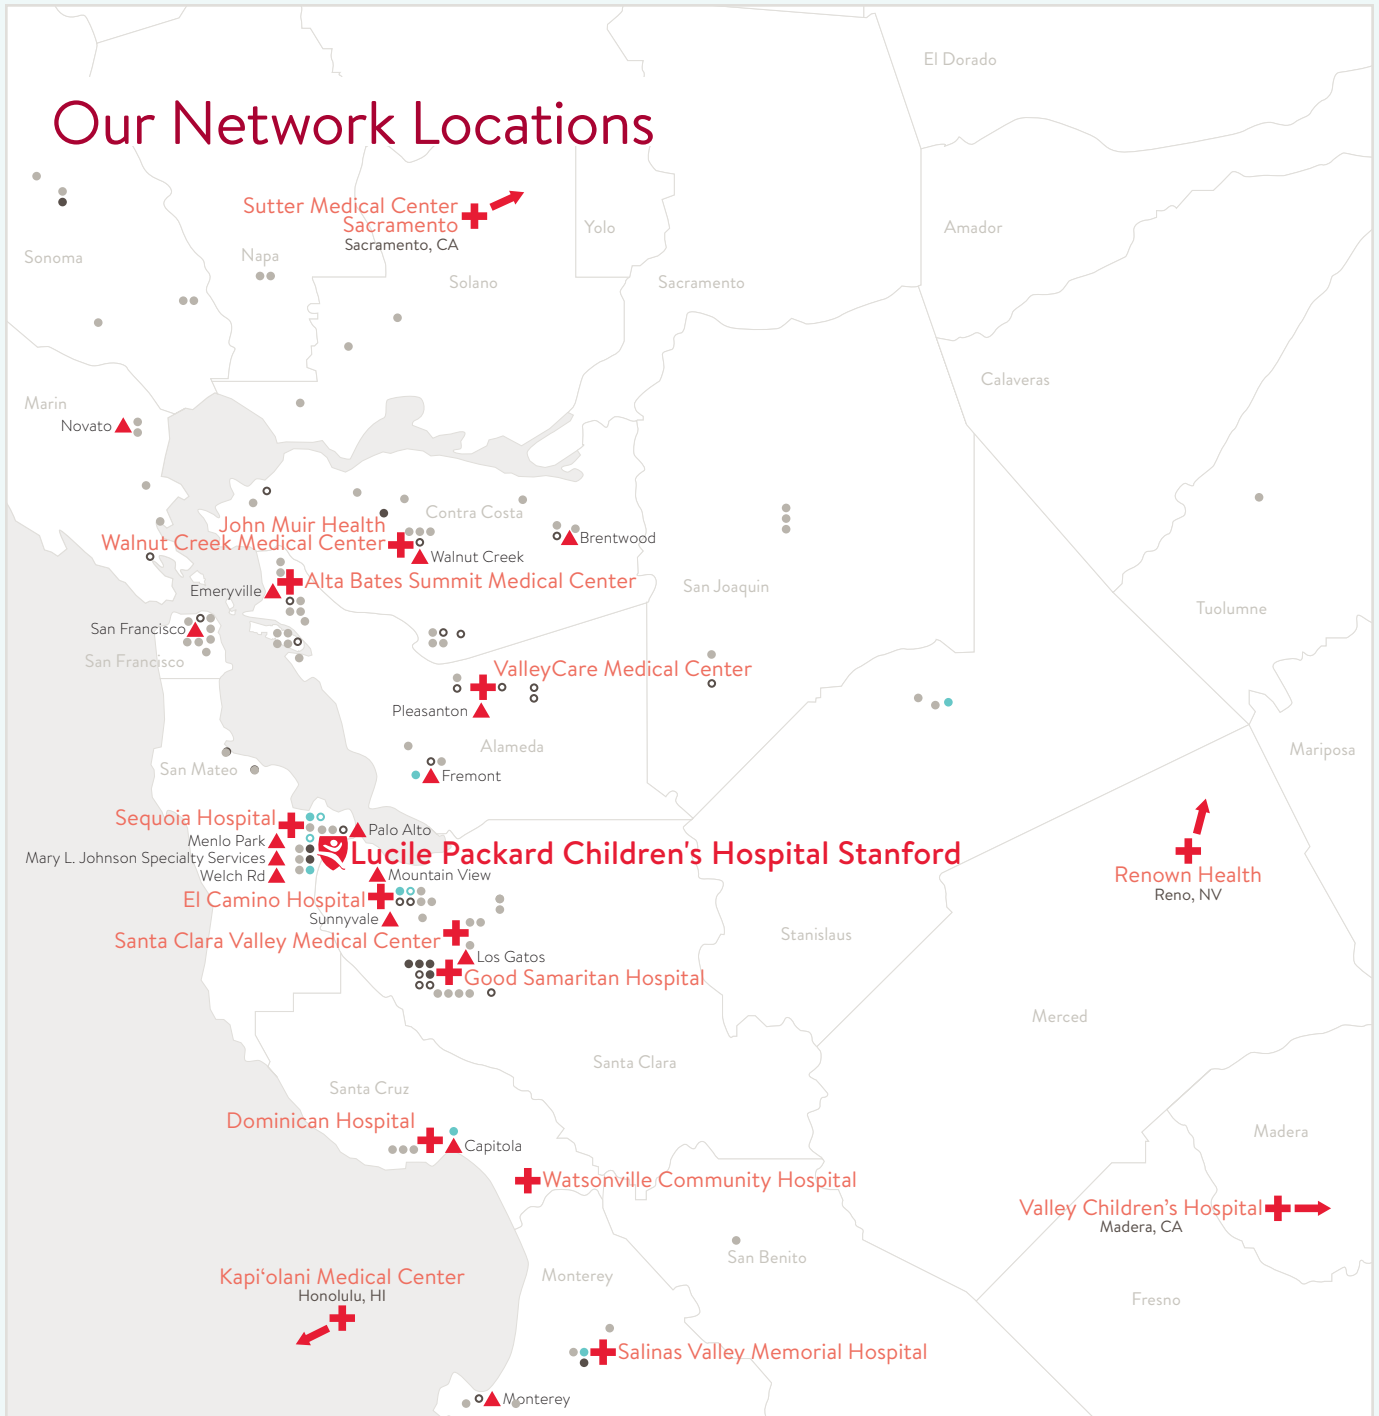 El Dorado
Our Network Locations
Sutter Medical Center
Sacramento
Sacramento, CA
Yolo
Amador
Sonoma
Napa
Solano
Sacramento
Calaveras
Marin
Novato
Contra Costa
John Muir Health
Walnut Creek Medical Center
Brentwood
Walnut Creek
Alta Bates Summit Medical Center
Emeryville
San Joaquin
Tuolumne
San Francisco
San Francisco
ValleyCare Medical Center
Pleasanton
Alameda
Mariposa
San Mateo
Fremont
Sequoia Hospital
Palo Alto
Menlo Park
Lucile Packard Children's Hospital Stanford
Mary L. Johnson Specialty Services
Welch Rd
Mountain View
Renown Health
Reno, NV
El Camino Hospital
Sunnyvale
Santa Clara Valley Medical Center
Stanislaus
Los Gatos
Good Samaritan Hospital
Merced
Santa Clara
Santa Cruz
Dominican Hospital
Capitola
Madera
Watsonville Community Hospital
Valley Children’s Hospital
Madera, CA
San Benito
Kapi‘olani Medical Center
Honolulu, HI
Monterey
Fresno
Salinas Valley Memorial Hospital
Monterey